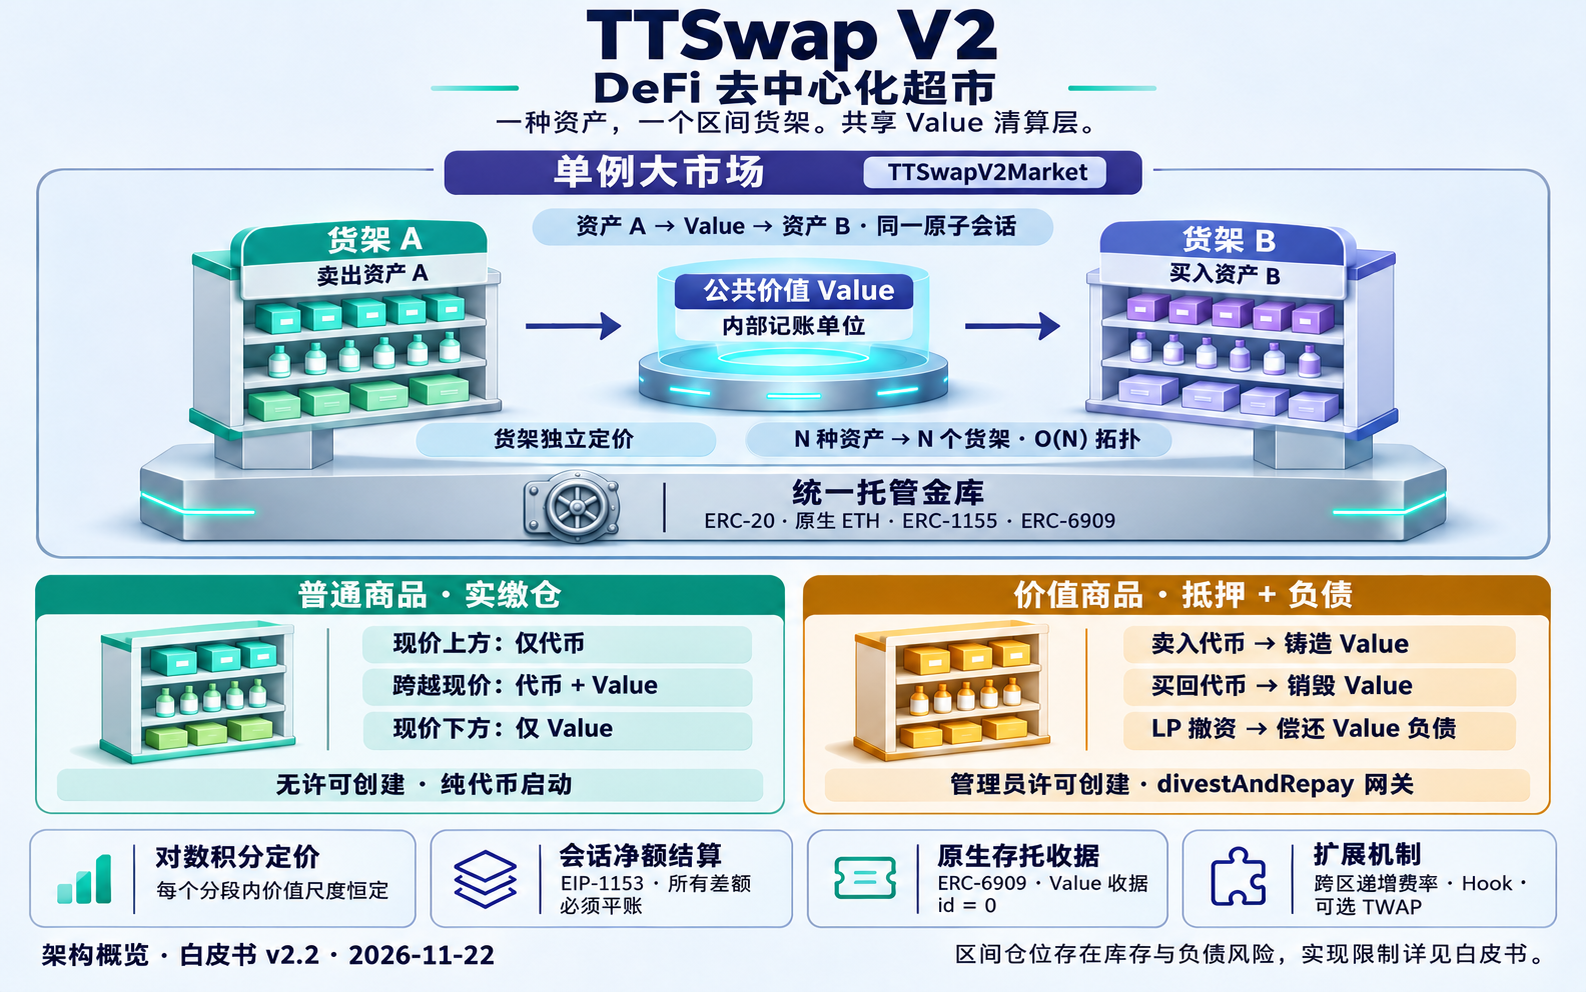 TTSwap V2
DeFi 去中心化超市
一种资产，一个区间货架。共享 Value 清算层。
单例大市场
TTSwapV2Market
资产 A → Value → 资产 B · 同一原子会话
货架 A
卖出资产 A
公共价值 Value
内部记账单位
货架 B
买入资产 B
货架独立定价
N 种资产 → N 个货架 · O(N) 拓扑
统一托管金库
ERC-20 · 原生 ETH · ERC-1155 · ERC-6909
普通商品 · 实缴仓
现价上方：仅代币
跨越现价：代币 + Value
现价下方：仅 Value
无许可创建 · 纯代币启动
价值商品 · 抵押 + 负债
卖入代币 → 铸造 Value
买回代币 → 销毁 Value
LP 撤资 → 偿还 Value 负债
管理员许可创建 · divestAndRepay 网关
对数积分定价
每个分段内价值尺度恒定
会话净额结算
EIP-1153 · 所有差额
必须平账
原生存托收据
ERC-6909 · Value 收据
id = 0
扩展机制
跨区递增费率 · Hook ·
可选 TWAP
架构概览 · 白皮书 v2.2 · 2026-11-22
区间仓位存在库存与负债风险，实现限制详见白皮书。